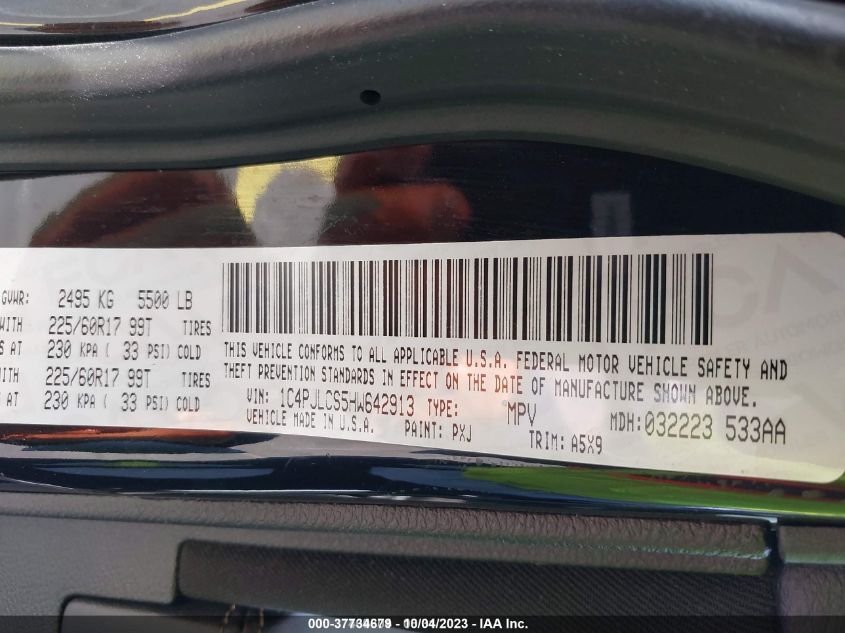 GVWR: 2495 KG 5500 LB
WITH 225/60R17 99T TIRES
AT 230 KPA ( 33 PSI) COLD
WITH 225/60R17 99T TIRES
AT 230 KPA ( 33 PSI) COLD
THIS VEHICLE CONFORMS TO ALL APPLICABLE U.S.A. FEDERAL MOTOR VEHICLE SAFETY AND
THEFT PREVENTION STANDARDS IN EFFECT ON THE DATE OF MANUFACTURE SHOWN ABOVE.
VIN: 1C4PJLCS5HW642913 TYPE: MPV MDH:032223 533AA
VEHICLE MADE IN U.S.A. PAINT: PXJ TRIM: A5X9
000-37734679 - 10/04/2023 - IAA Inc.